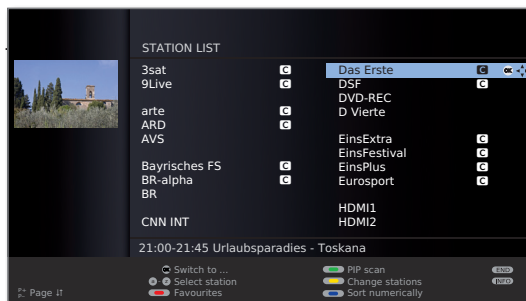 STATION LIST
3sat C
9Live C
arte C
ARD C
AVS
Bayrisches FS C
BR-alpha C
BR
CNN INT
Das Erste C OK
DSF C
DVD-REC
D Vierte
EinsExtra C
EinsFestival C
EinsPlus C
Eurosport C
HDMI1
HDMI2
21:00-21:45 Urlaubsparadies - Toskana
OK Switch to ...
Select station
Favourites
PIP scan
Change stations
Sort numerically
END
INFO
P+
P–
Page